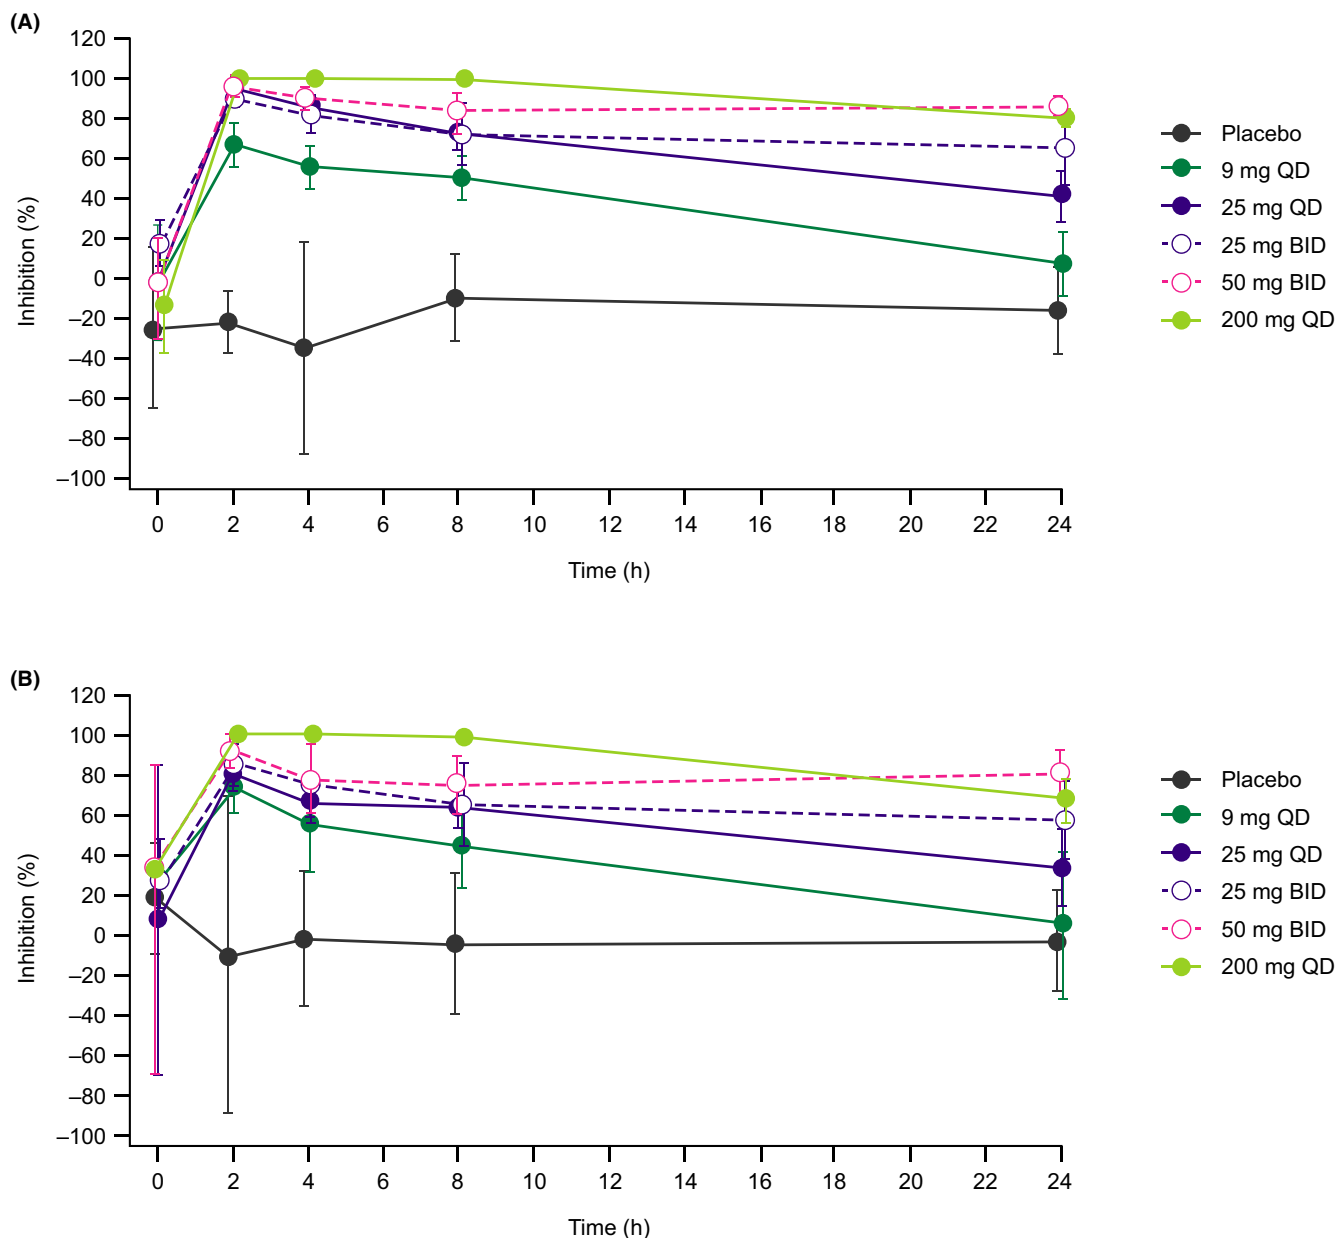 (A)
120
100
80
60
40
20
0
–20
–40
–60
–80
–100
Inhibition (%)
0 2 4 6 8 10 12 14 16 18 20 22 24
Time (h)
Placebo
9 mg QD
25 mg QD
25 mg BID
50 mg BID
200 mg QD
(B)
120
100
80
60
40
20
0
–20
–40
–60
–80
–100
Inhibition (%)
0 2 4 6 8 10 12 14 16 18 20 22 24
Time (h)
Placebo
9 mg QD
25 mg QD
25 mg BID
50 mg BID
200 mg QD